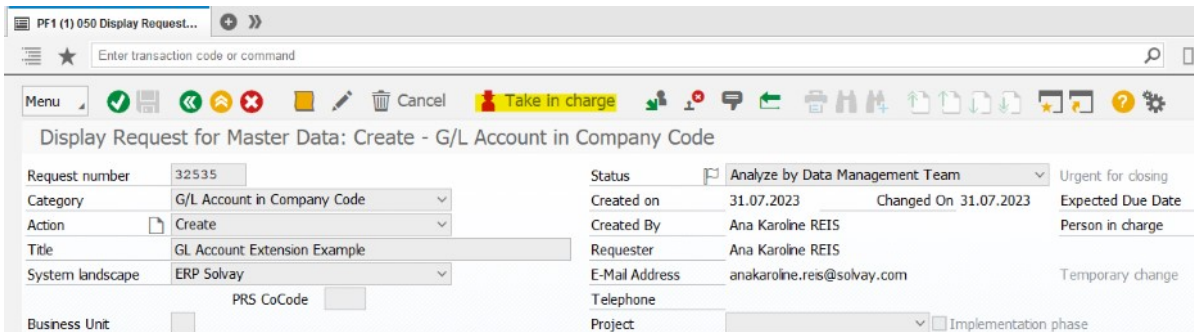 PF1 (1) 050 Display Request...
Enter transaction code or command
Menu Cancel Take in charge
Display Request for Master Data: Create - G/L Account in Company Code
Request number 32535 Status Analyze by Data Management Team Urgent for closing
Category G/L Account in Company Code Created on 31.07.2023 Changed On 31.07.2023 Expected Due Date
Action Create Created By Ana Karoline REIS Person in charge
Title GL Account Extension Example Requester Ana Karoline REIS
System landscape ERP Solvay E-Mail Address anakaroline.reis@solvay.com Temporary change
PRS CoCode Telephone
Business Unit Project Implementation phase